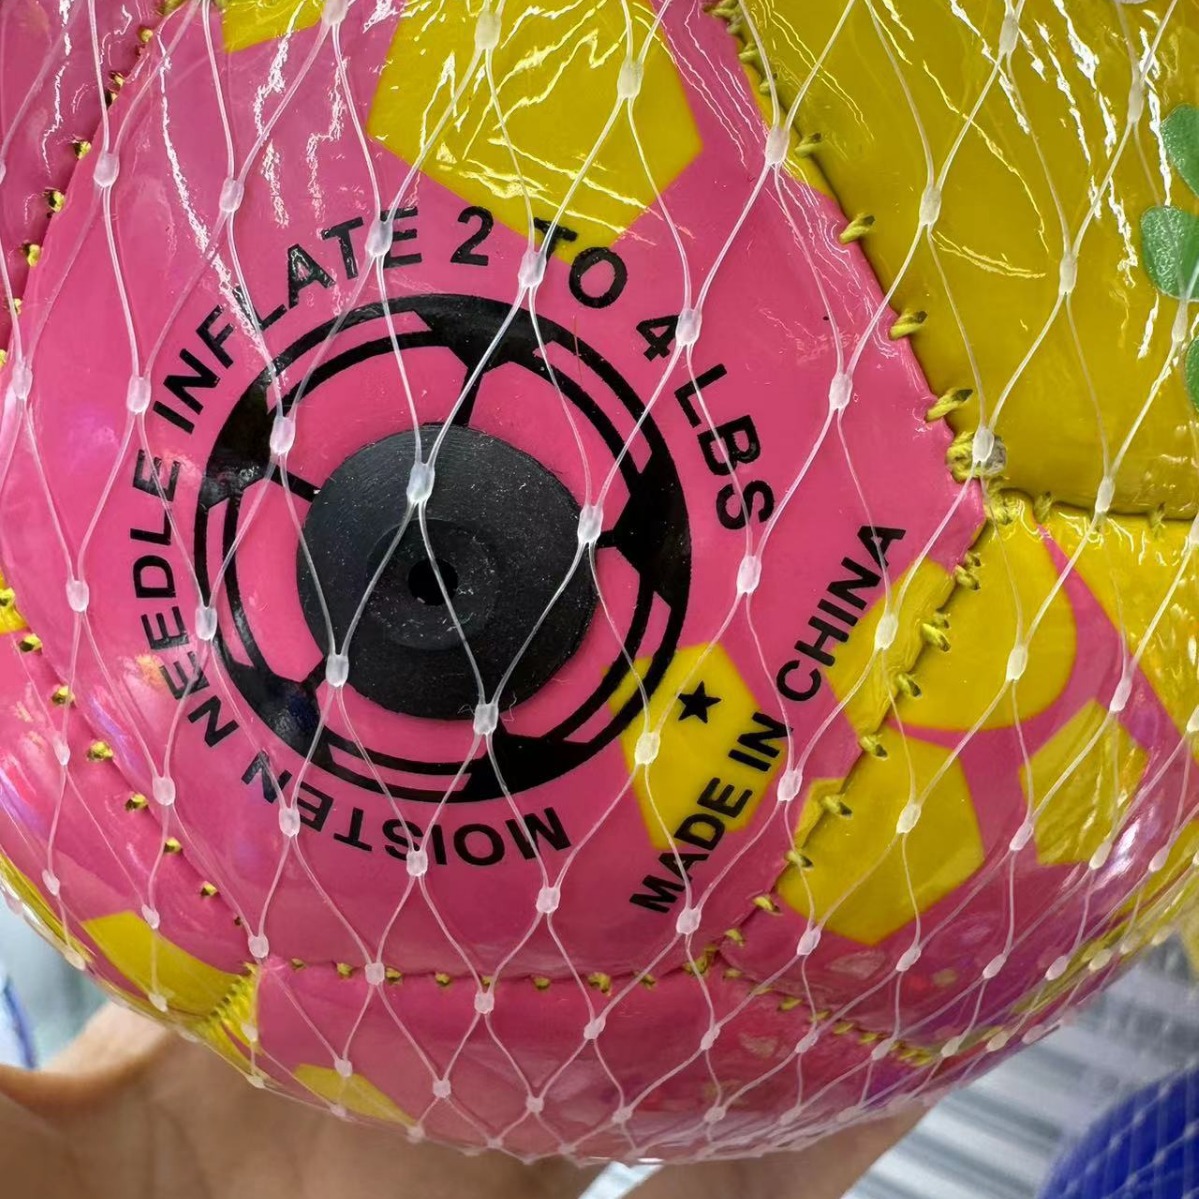 MOISTEN NEEDLE INFLATE 2 TO 4 LBS
MADE IN CHINA